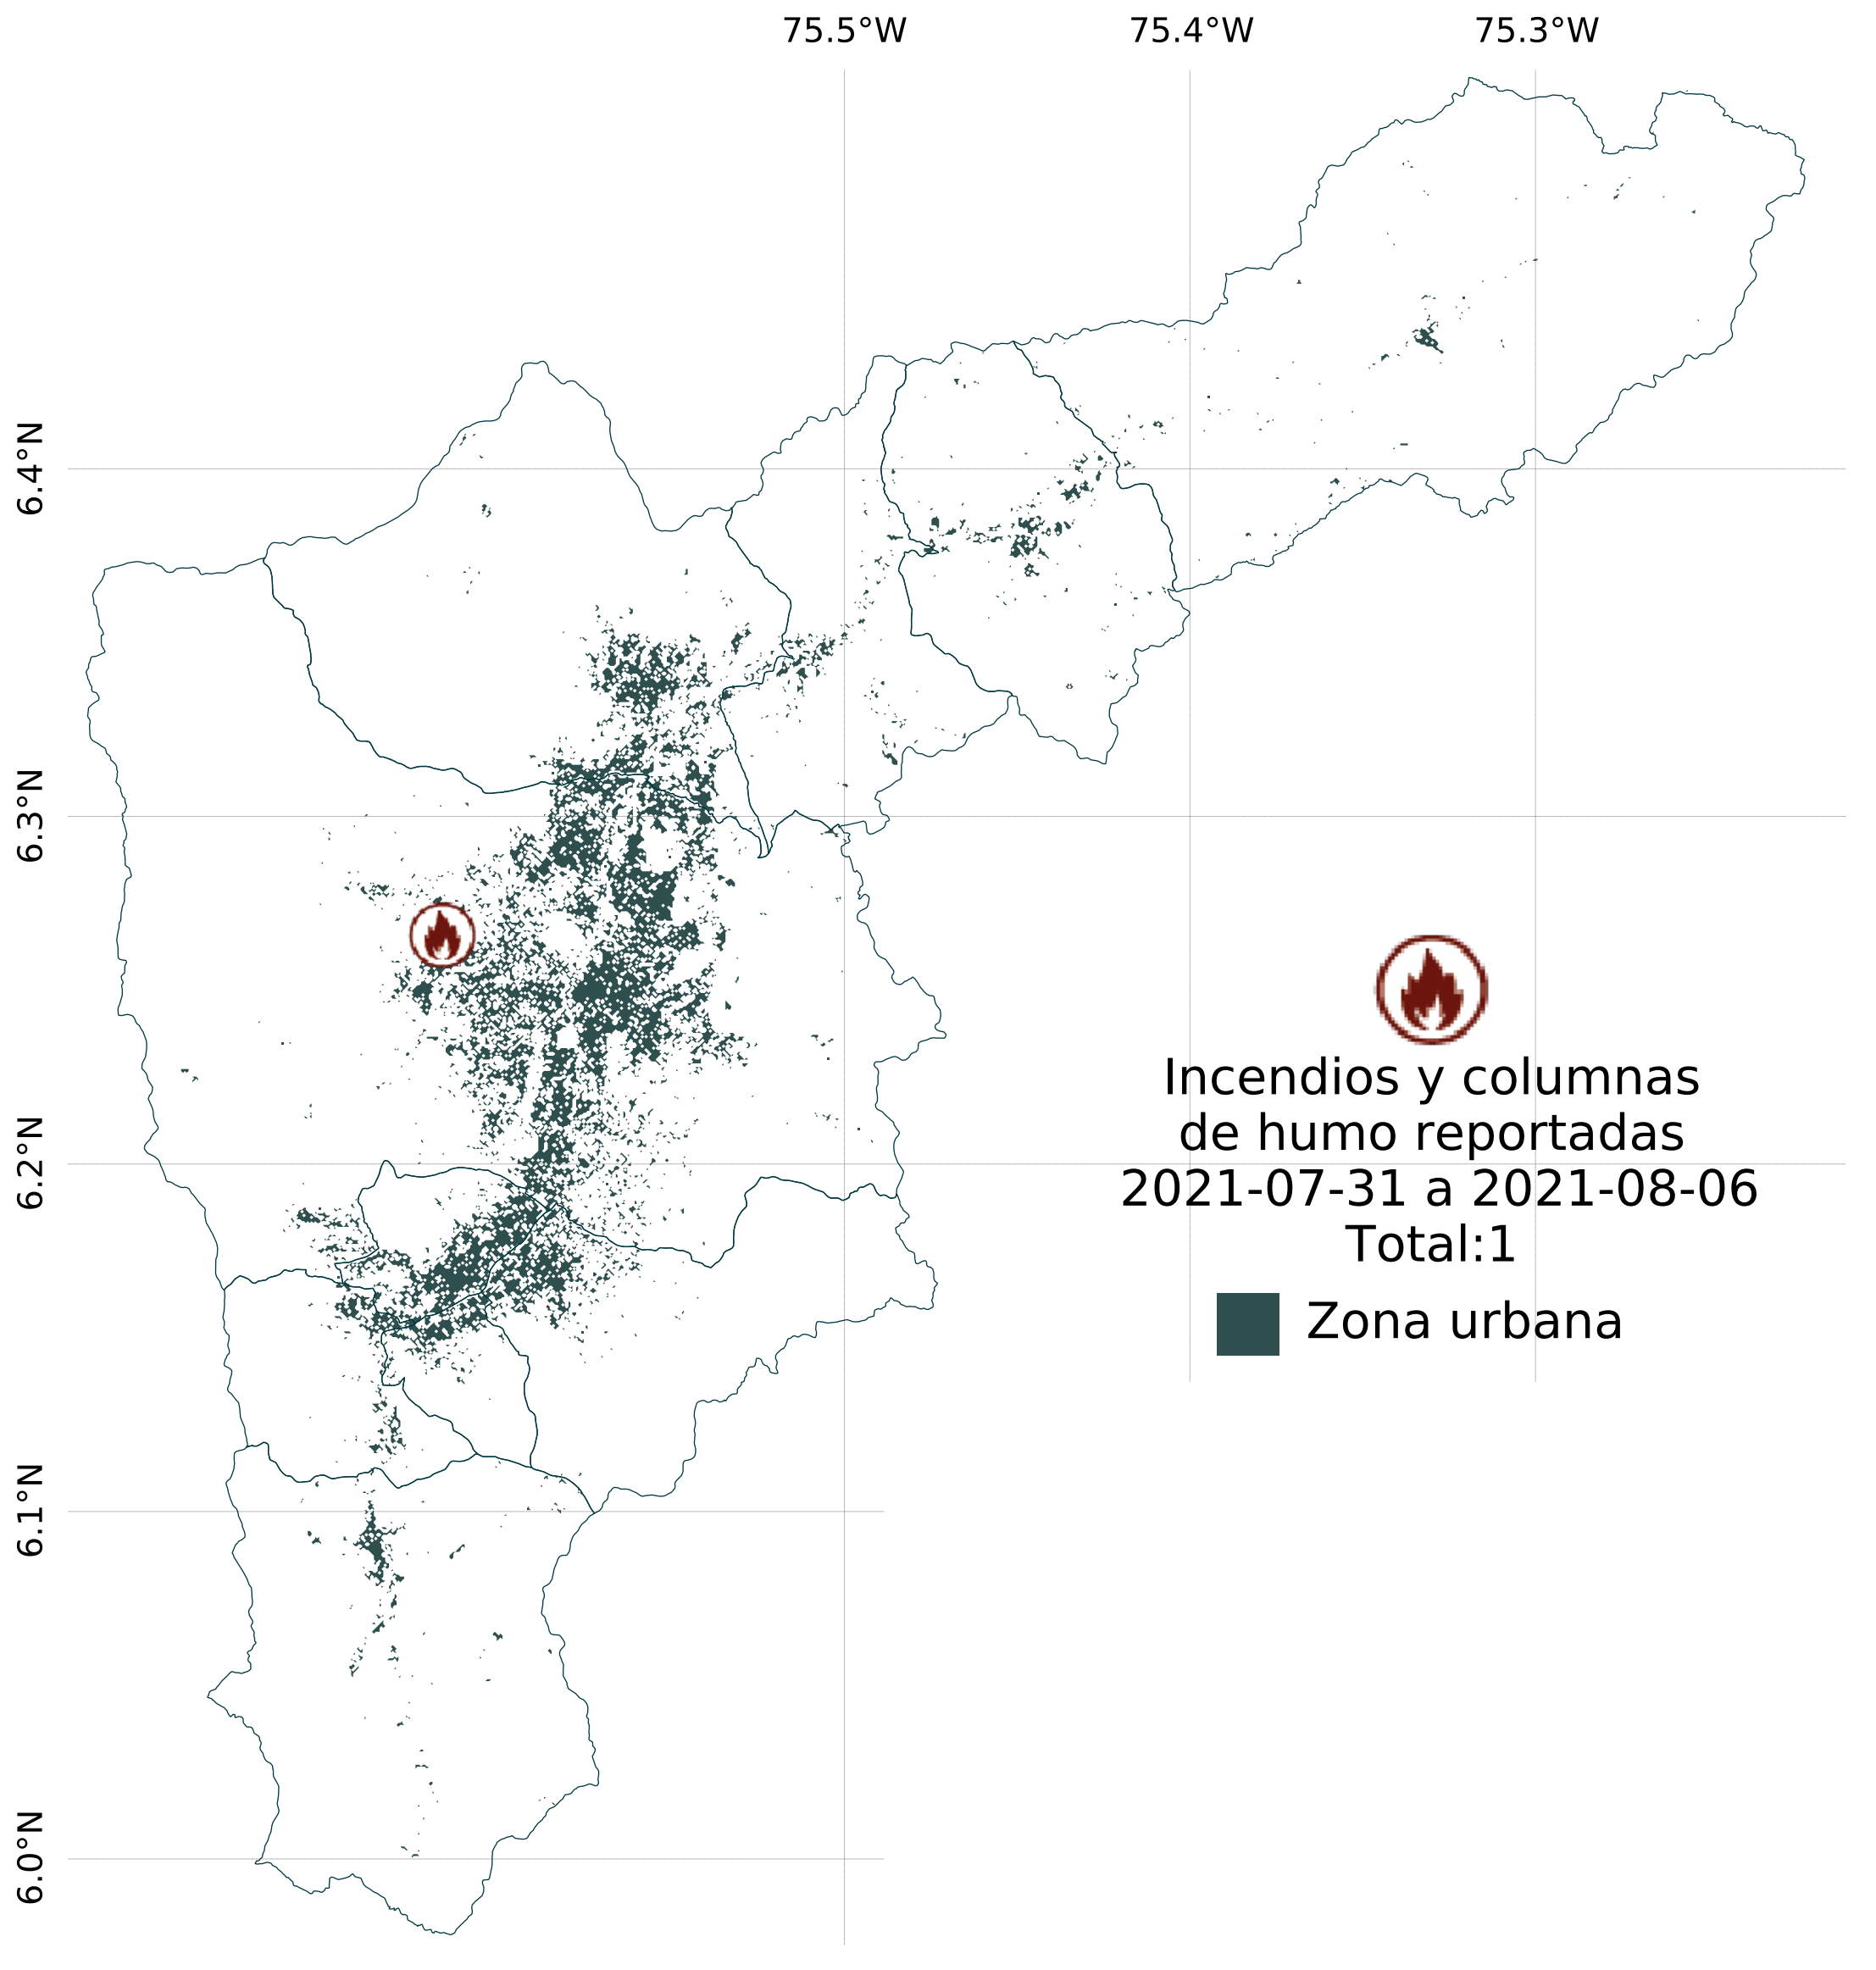 75.5°W 75.4°W 75.3°W
6.4°N
6.3°N
6.2°N
6.1°N
6.0°N
Incendios y columnas
de humo reportadas
2021-07-31 a 2021-08-06
Total:1
Zona urbana